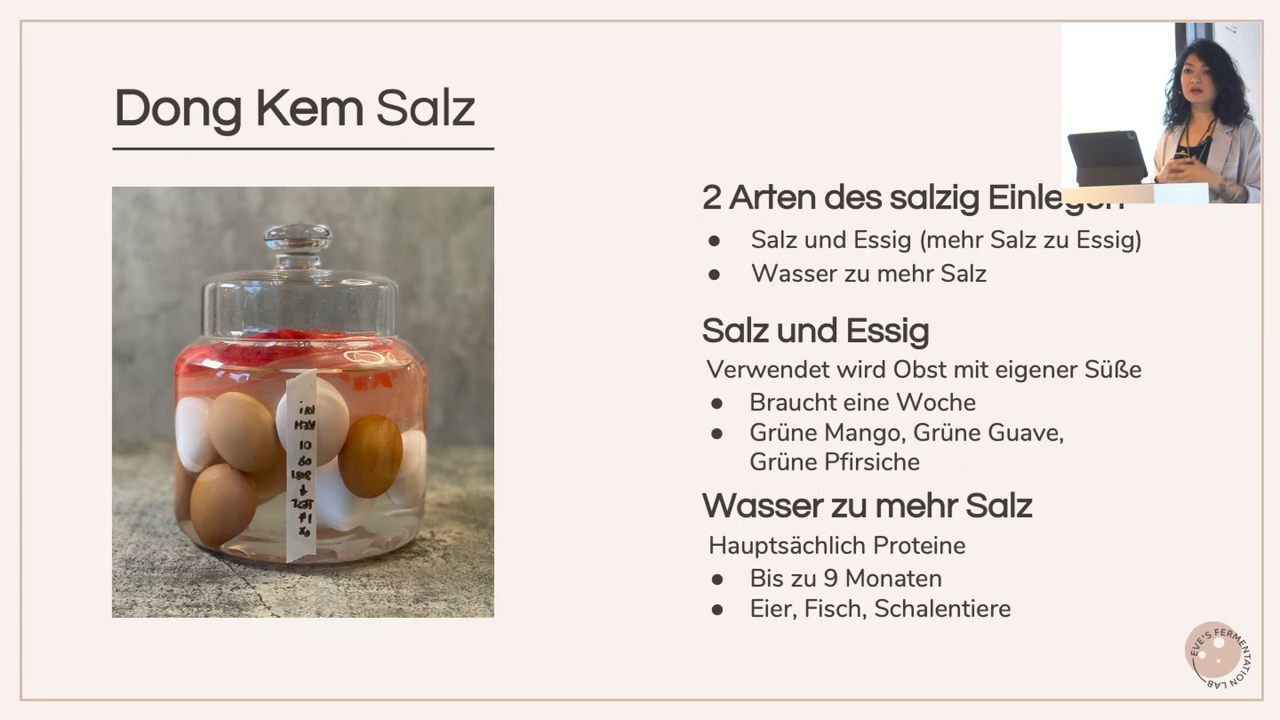 Dong Kem Salz
2 Arten des salzig Einlegen
● Salz und Essig (mehr Salz zu Essig)
● Wasser zu mehr Salz
Salz und Essig
Verwendet wird Obst mit eigener Süße
● Braucht eine Woche
● Grüne Mango, Grüne Guave,
Grüne Pfirsiche
Wasser zu mehr Salz
Hauptsächlich Proteine
● Bis zu 9 Monaten
● Eier, Fisch, Schalentiere
EVE'S FERMENTATION LAB